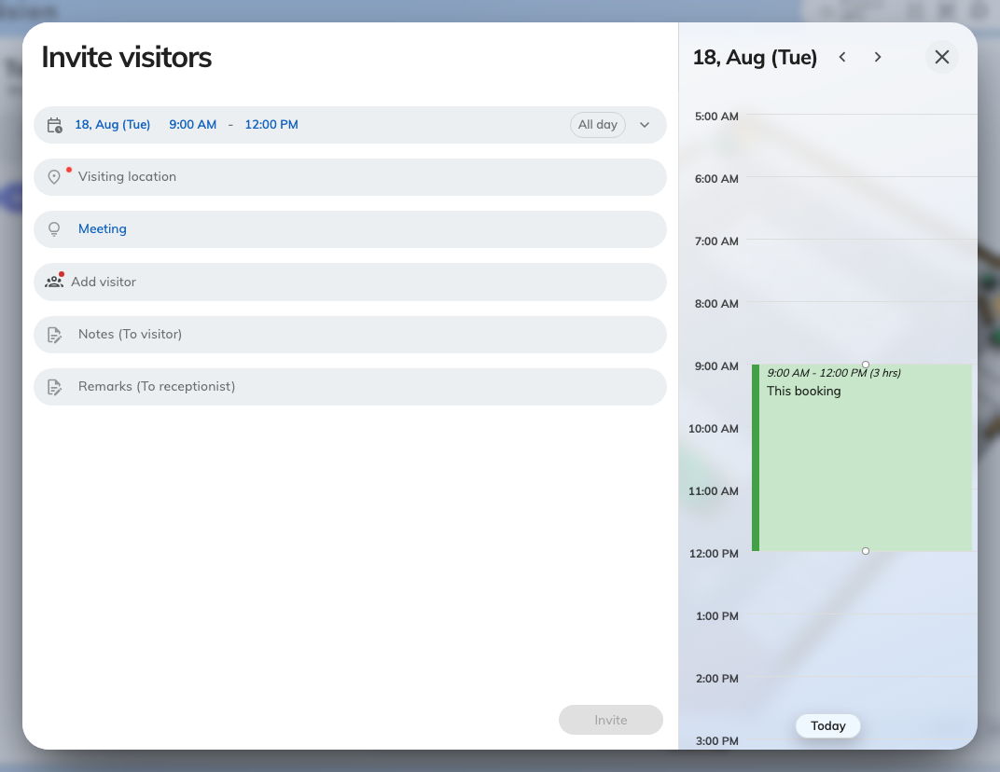 Invite visitors
18, Aug (Tue) 9:00 AM - 12:00 PM All day
Visiting location
Meeting
Add visitor
Notes (To visitor)
Remarks (To receptionist)
Invite
18, Aug (Tue)
5:00 AM
6:00 AM
7:00 AM
8:00 AM
9:00 AM
9:00 AM - 12:00 PM (3 hrs)
This booking
10:00 AM
11:00 AM
12:00 PM
1:00 PM
2:00 PM
Today
3:00 PM